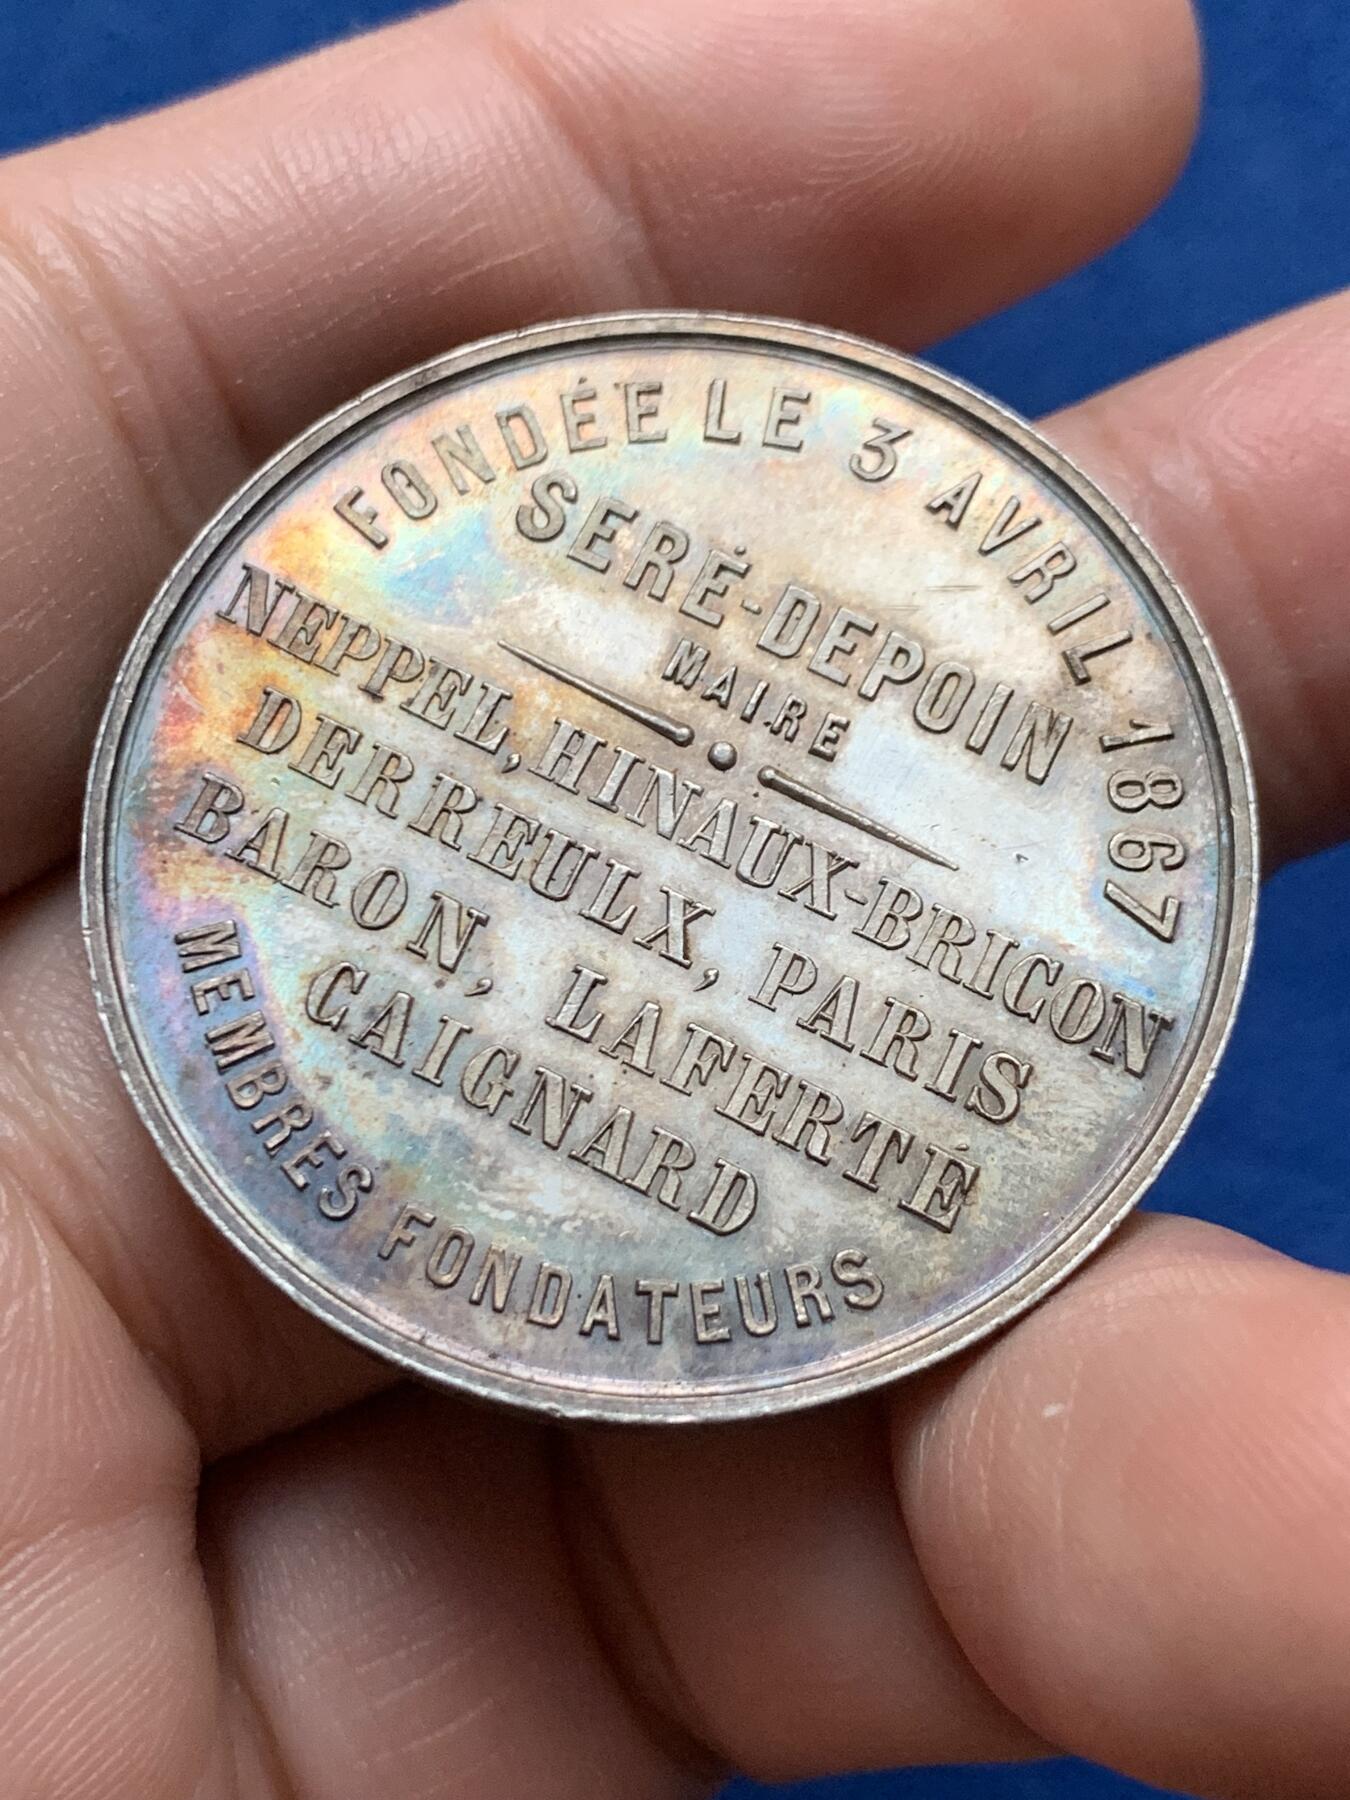 FONDÉE LE 3 AVRIL 1867
SERÉ-DEPOIN
MAIRE
NEPPEL, HINAUX-BRICON
DERREULX, PARIS
BARON, LAFERTÉ
CAIGNARD
MEMBRES FONDATEURS